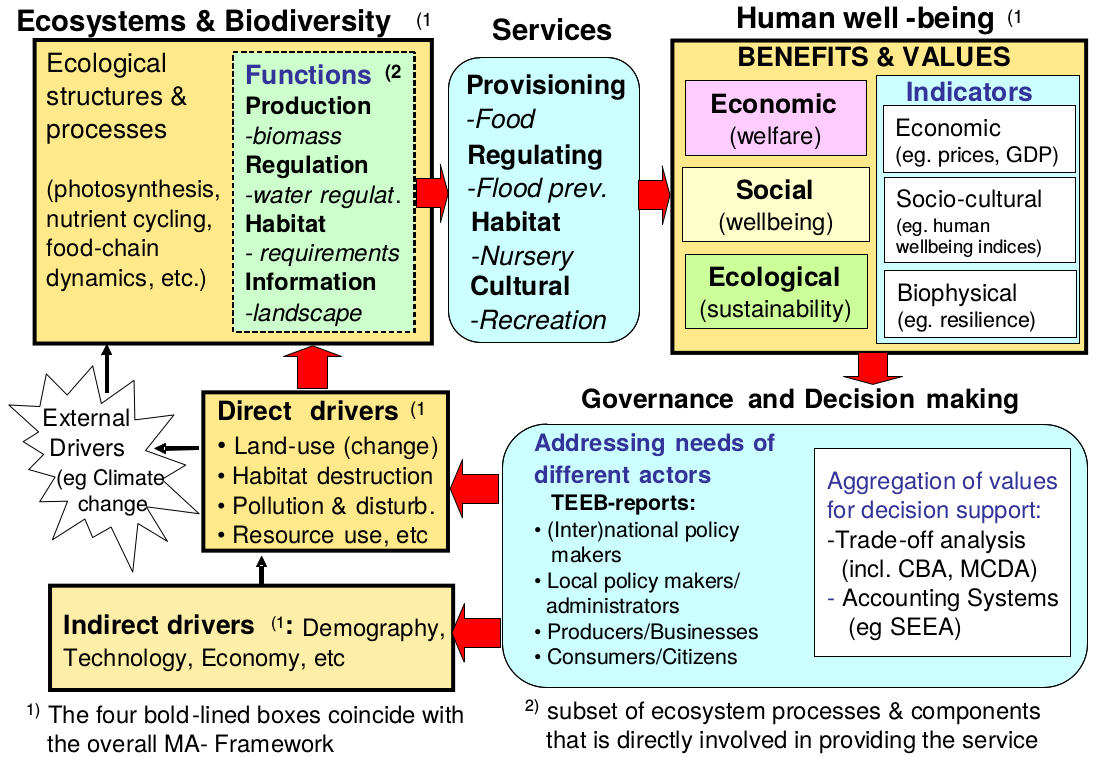 Ecosystems & Biodiversity (1
Ecological
structures &
processes
(photosynthesis,
nutrient cycling,
food-chain
dynamics, etc.)
Functions (2
Production
-biomass
Regulation
-water regulat.
Habitat
- requirements
Information
-landscape
Services
Provisioning
-Food
Regulating
-Flood prev.
Habitat
-Nursery
Cultural
-Recreation
Human well -being (1
BENEFITS & VALUES
Economic
(welfare)
Social
(wellbeing)
Ecological
(sustainability)
Indicators
Economic
(eg. prices, GDP)
Socio-cultural
(eg. human
wellbeing indices)
Biophysical
(eg. resilience)
External
Drivers
(eg Climate
change
Direct drivers (1
• Land-use (change)
• Habitat destruction
• Pollution & disturb.
• Resource use, etc
Indirect drivers (1: Demography,
Technology, Economy, etc
Governance and Decision making
Addressing needs of
different actors
TEEB-reports:
• (Inter)national policy
makers
• Local policy makers/
administrators
• Producers/Businesses
• Consumers/Citizens
Aggregation of values
for decision support:
-Trade-off analysis
(incl. CBA, MCDA)
- Accounting Systems
(eg SEEA)
1) The four bold-lined boxes coincide with
the overall MA- Framework
2) subset of ecosystem processes & components
that is directly involved in providing the service